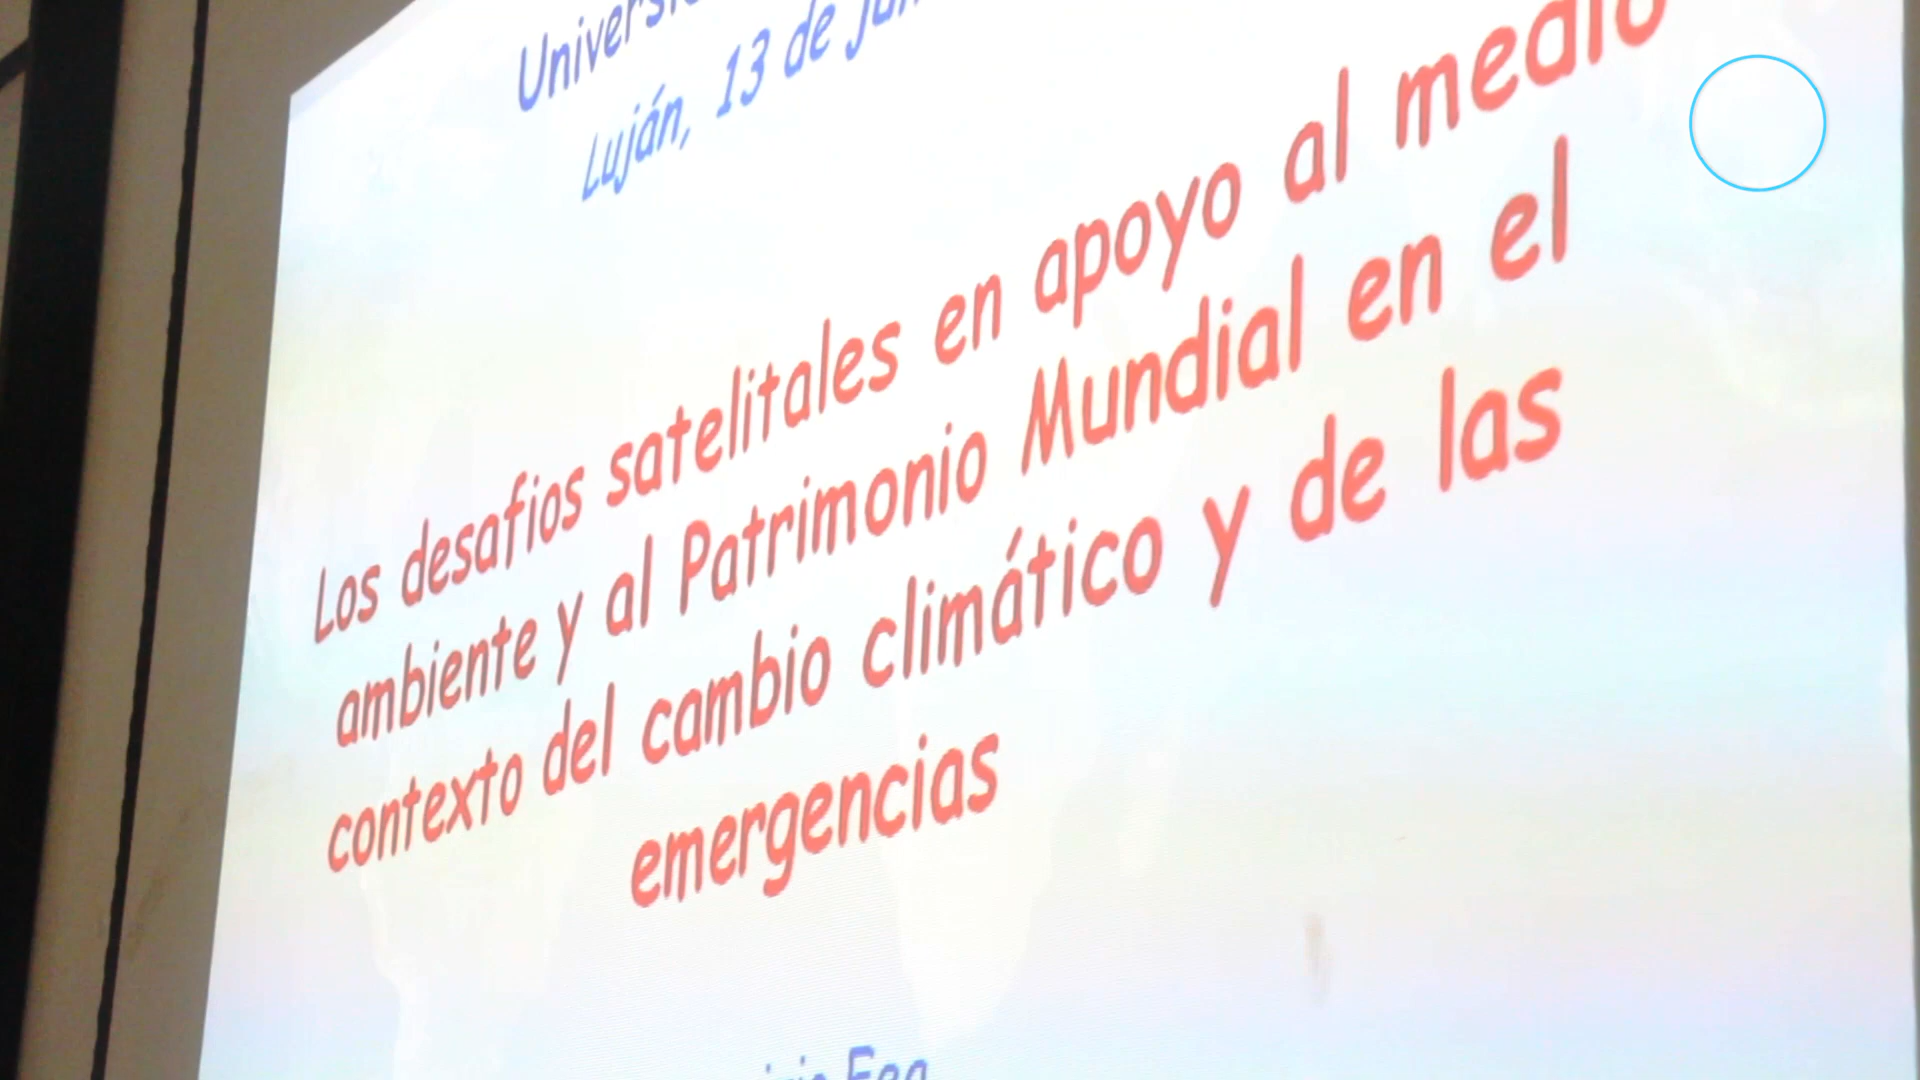 Luján, 13 de
Los desafios satelitales en apoyo al medio
ambiente y al Patrimonio Mundial en el
contexto del cambio climático y de las
emergencias